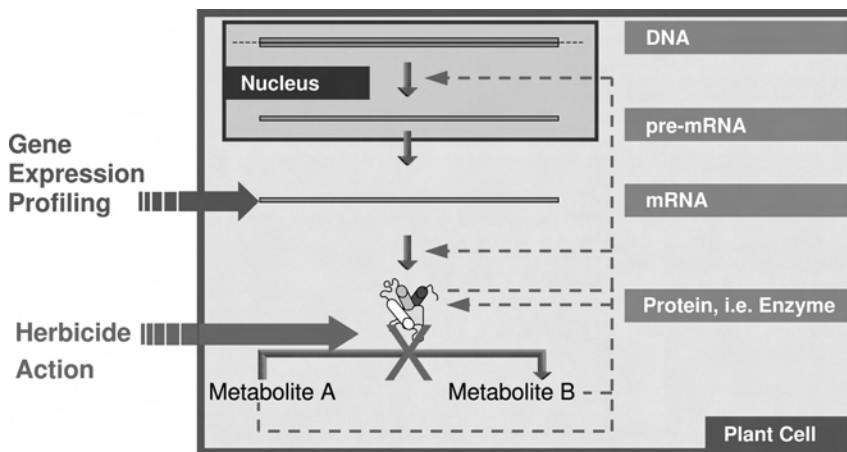 DNA
Nucleus
pre-mRNA
Gene
Expression
Profiling
mRNA
Protein, i.e. Enzyme
Herbicide
Action
Metabolite A
Metabolite B
Plant Cell